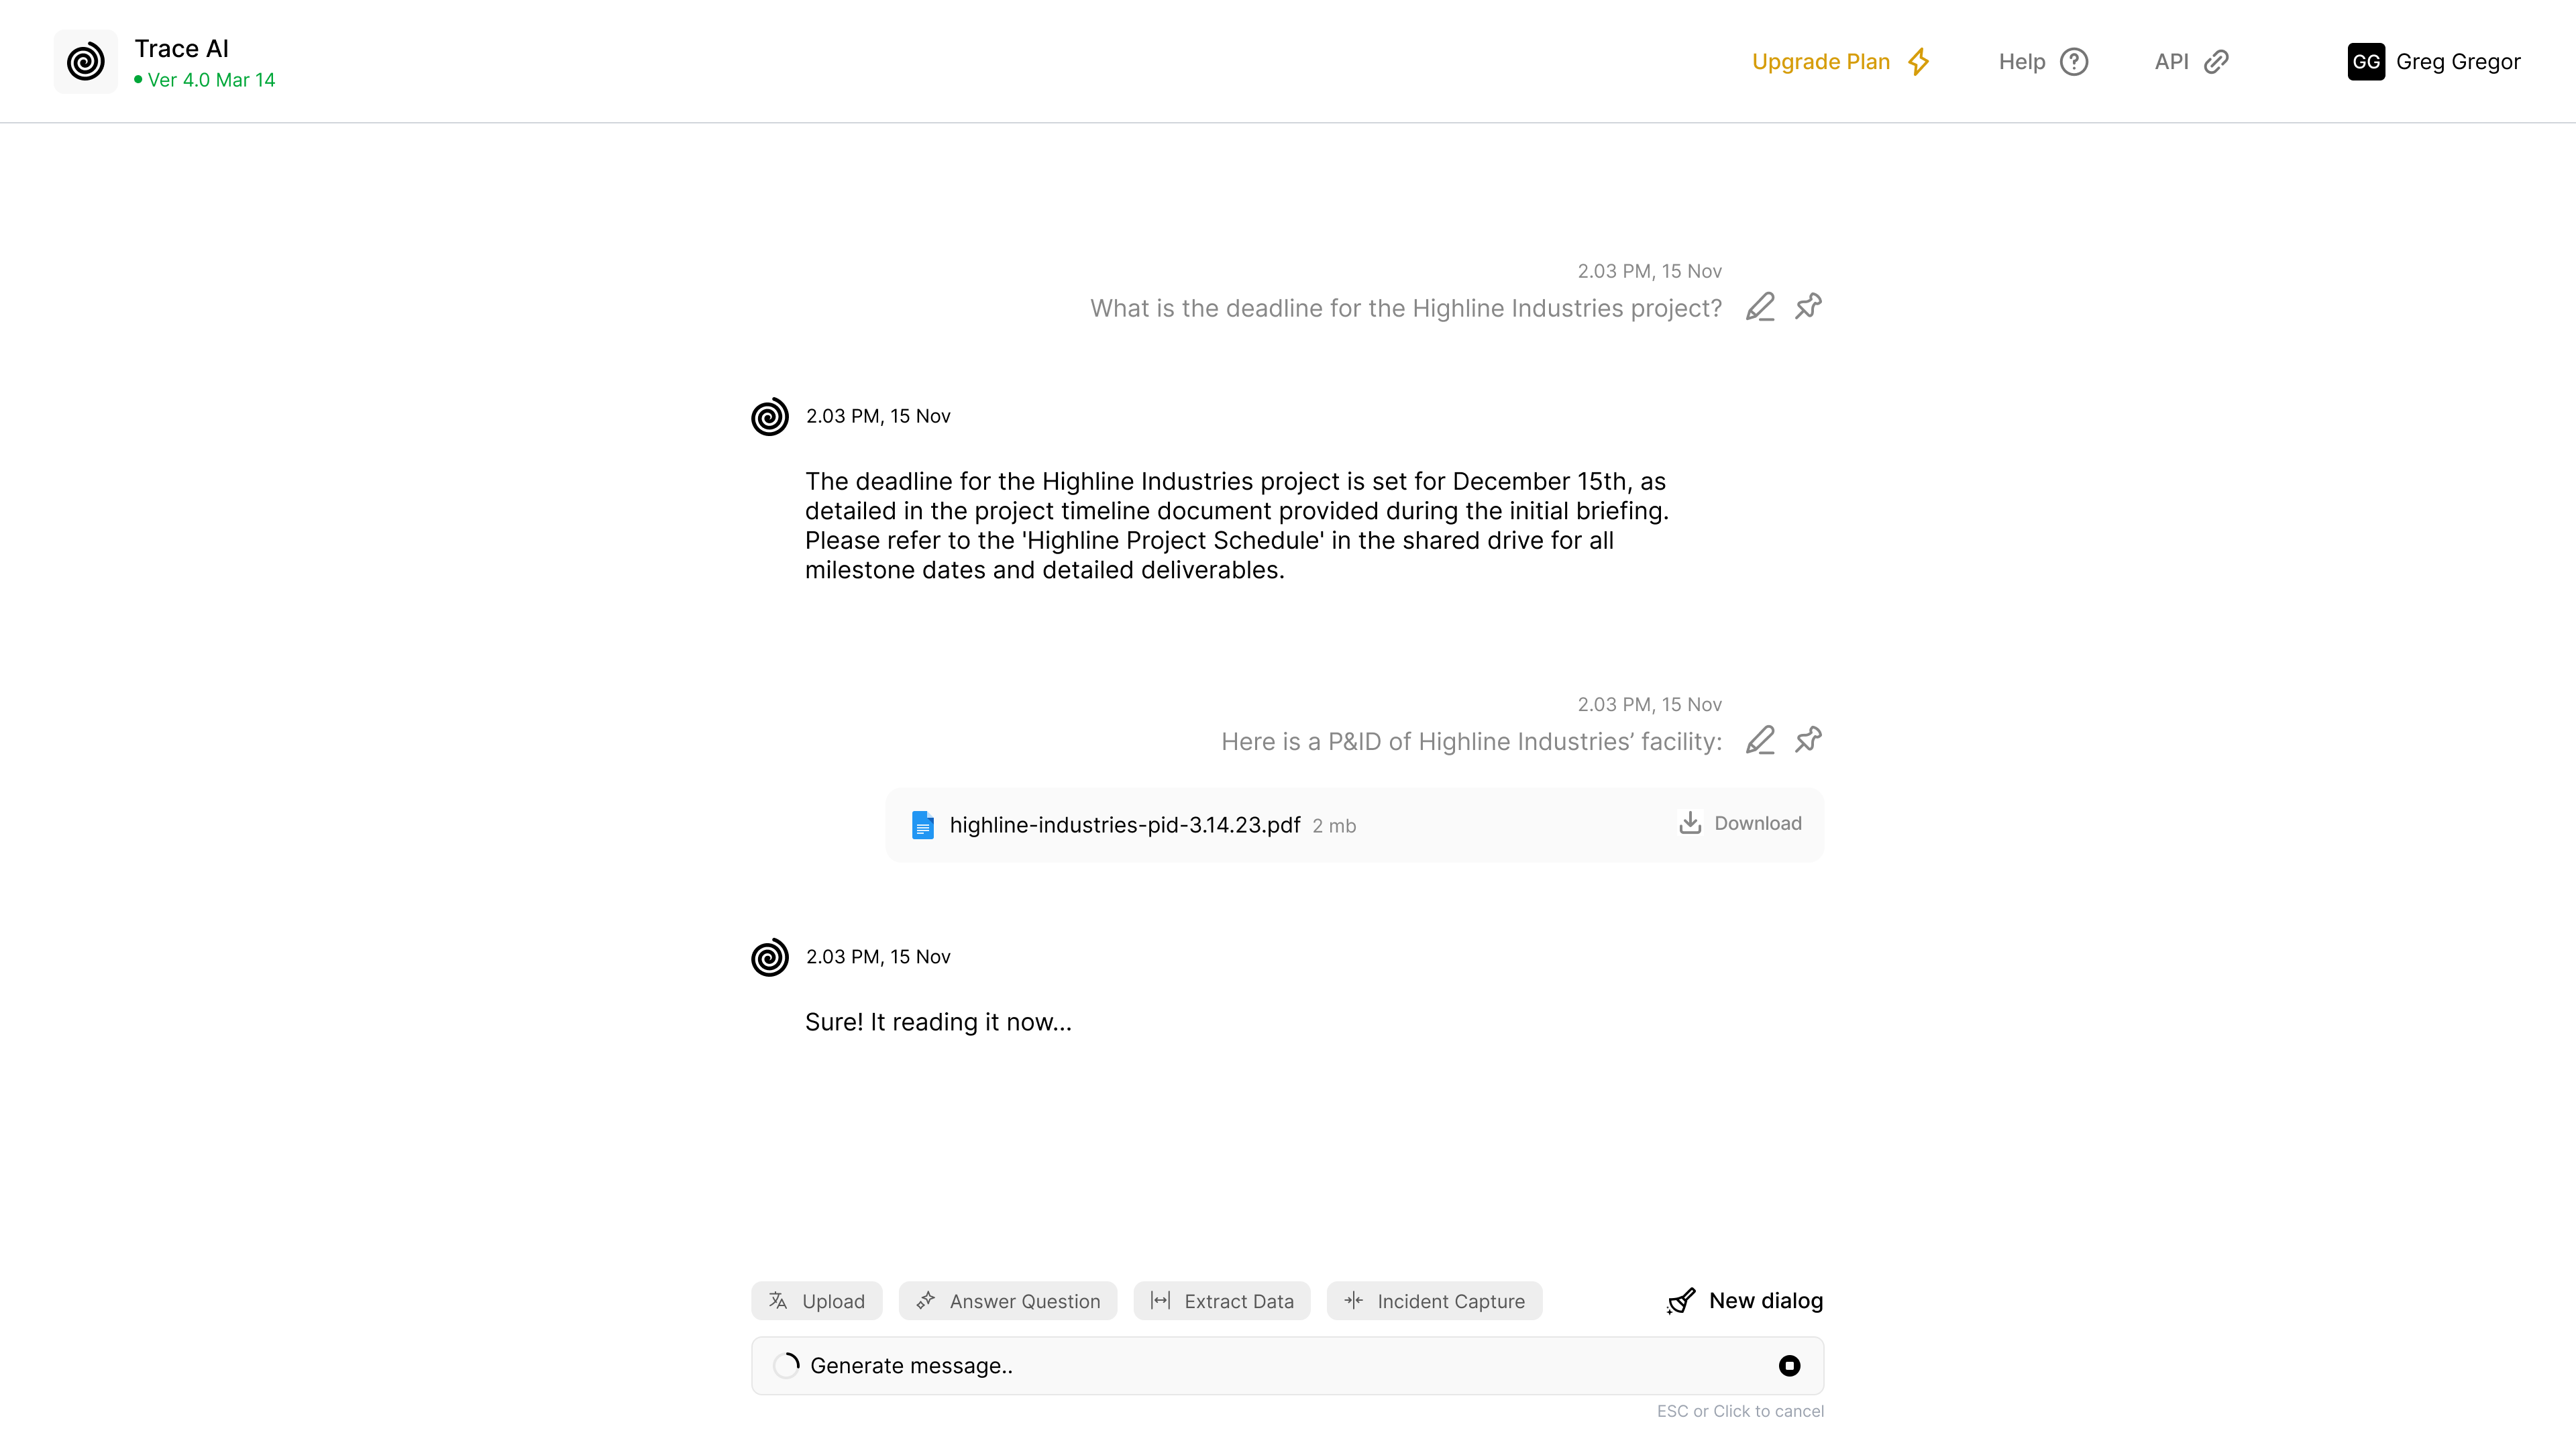 Trace AI
Ver 4.0 Mar 14
Upgrade Plan
Help
API
GG
Greg Gregor
2.03 PM, 15 Nov
What is the deadline for the Highline Industries project?
2.03 PM, 15 Nov
The deadline for the Highline Industries project is set for December 15th, as
detailed in the project timeline document provided during the initial briefing.
Please refer to the 'Highline Project Schedule' in the shared drive for all
milestone dates and detailed deliverables.
2.03 PM, 15 Nov
Here is a P&ID of Highline Industries’ facility:
highline-industries-pid-3.14.23.pdf 2 mb
Download
2.03 PM, 15 Nov
Sure! It reading it now...
Upload
Answer Question
Extract Data
Incident Capture
New dialog
Generate message..
ESC or Click to cancel